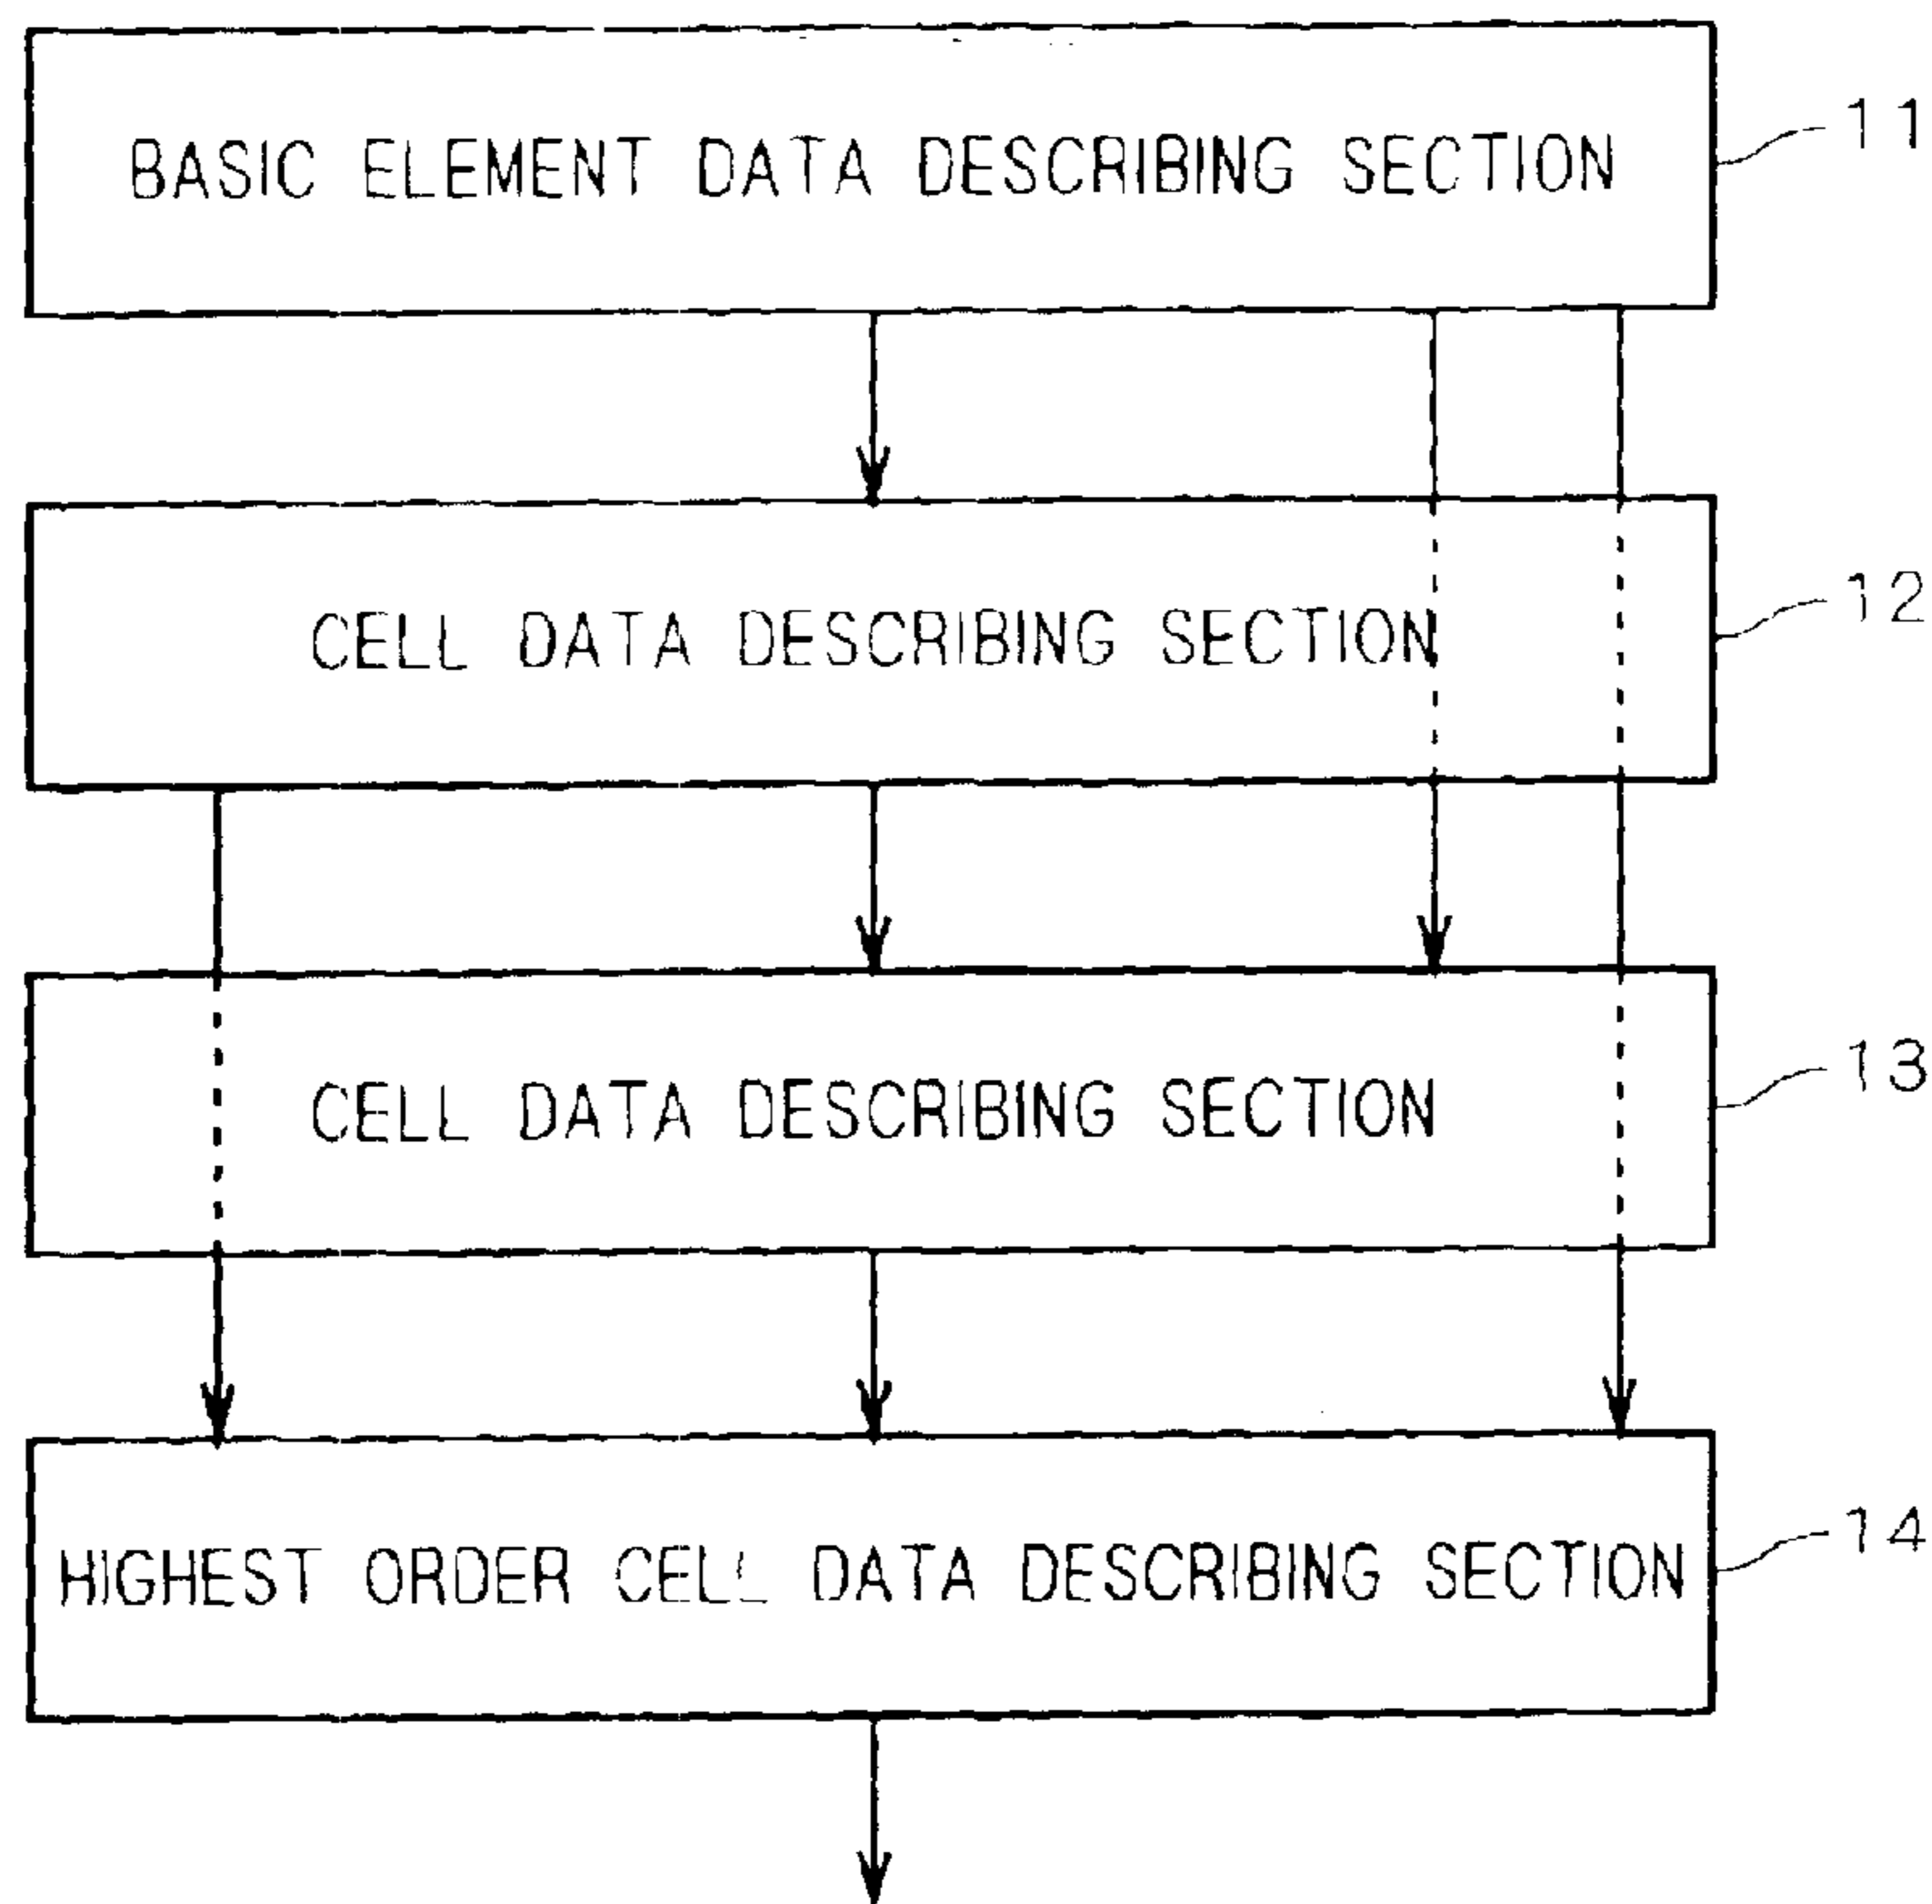 BASIC ELEMENT DATA DESCRIBING SECTION 11
CELL DATA DESCRIBING SECTION 12
CELL DATA DESCRIBING SECTION 13
HIGHEST ORDER CELL DATA DESCRIBING SECTION 14